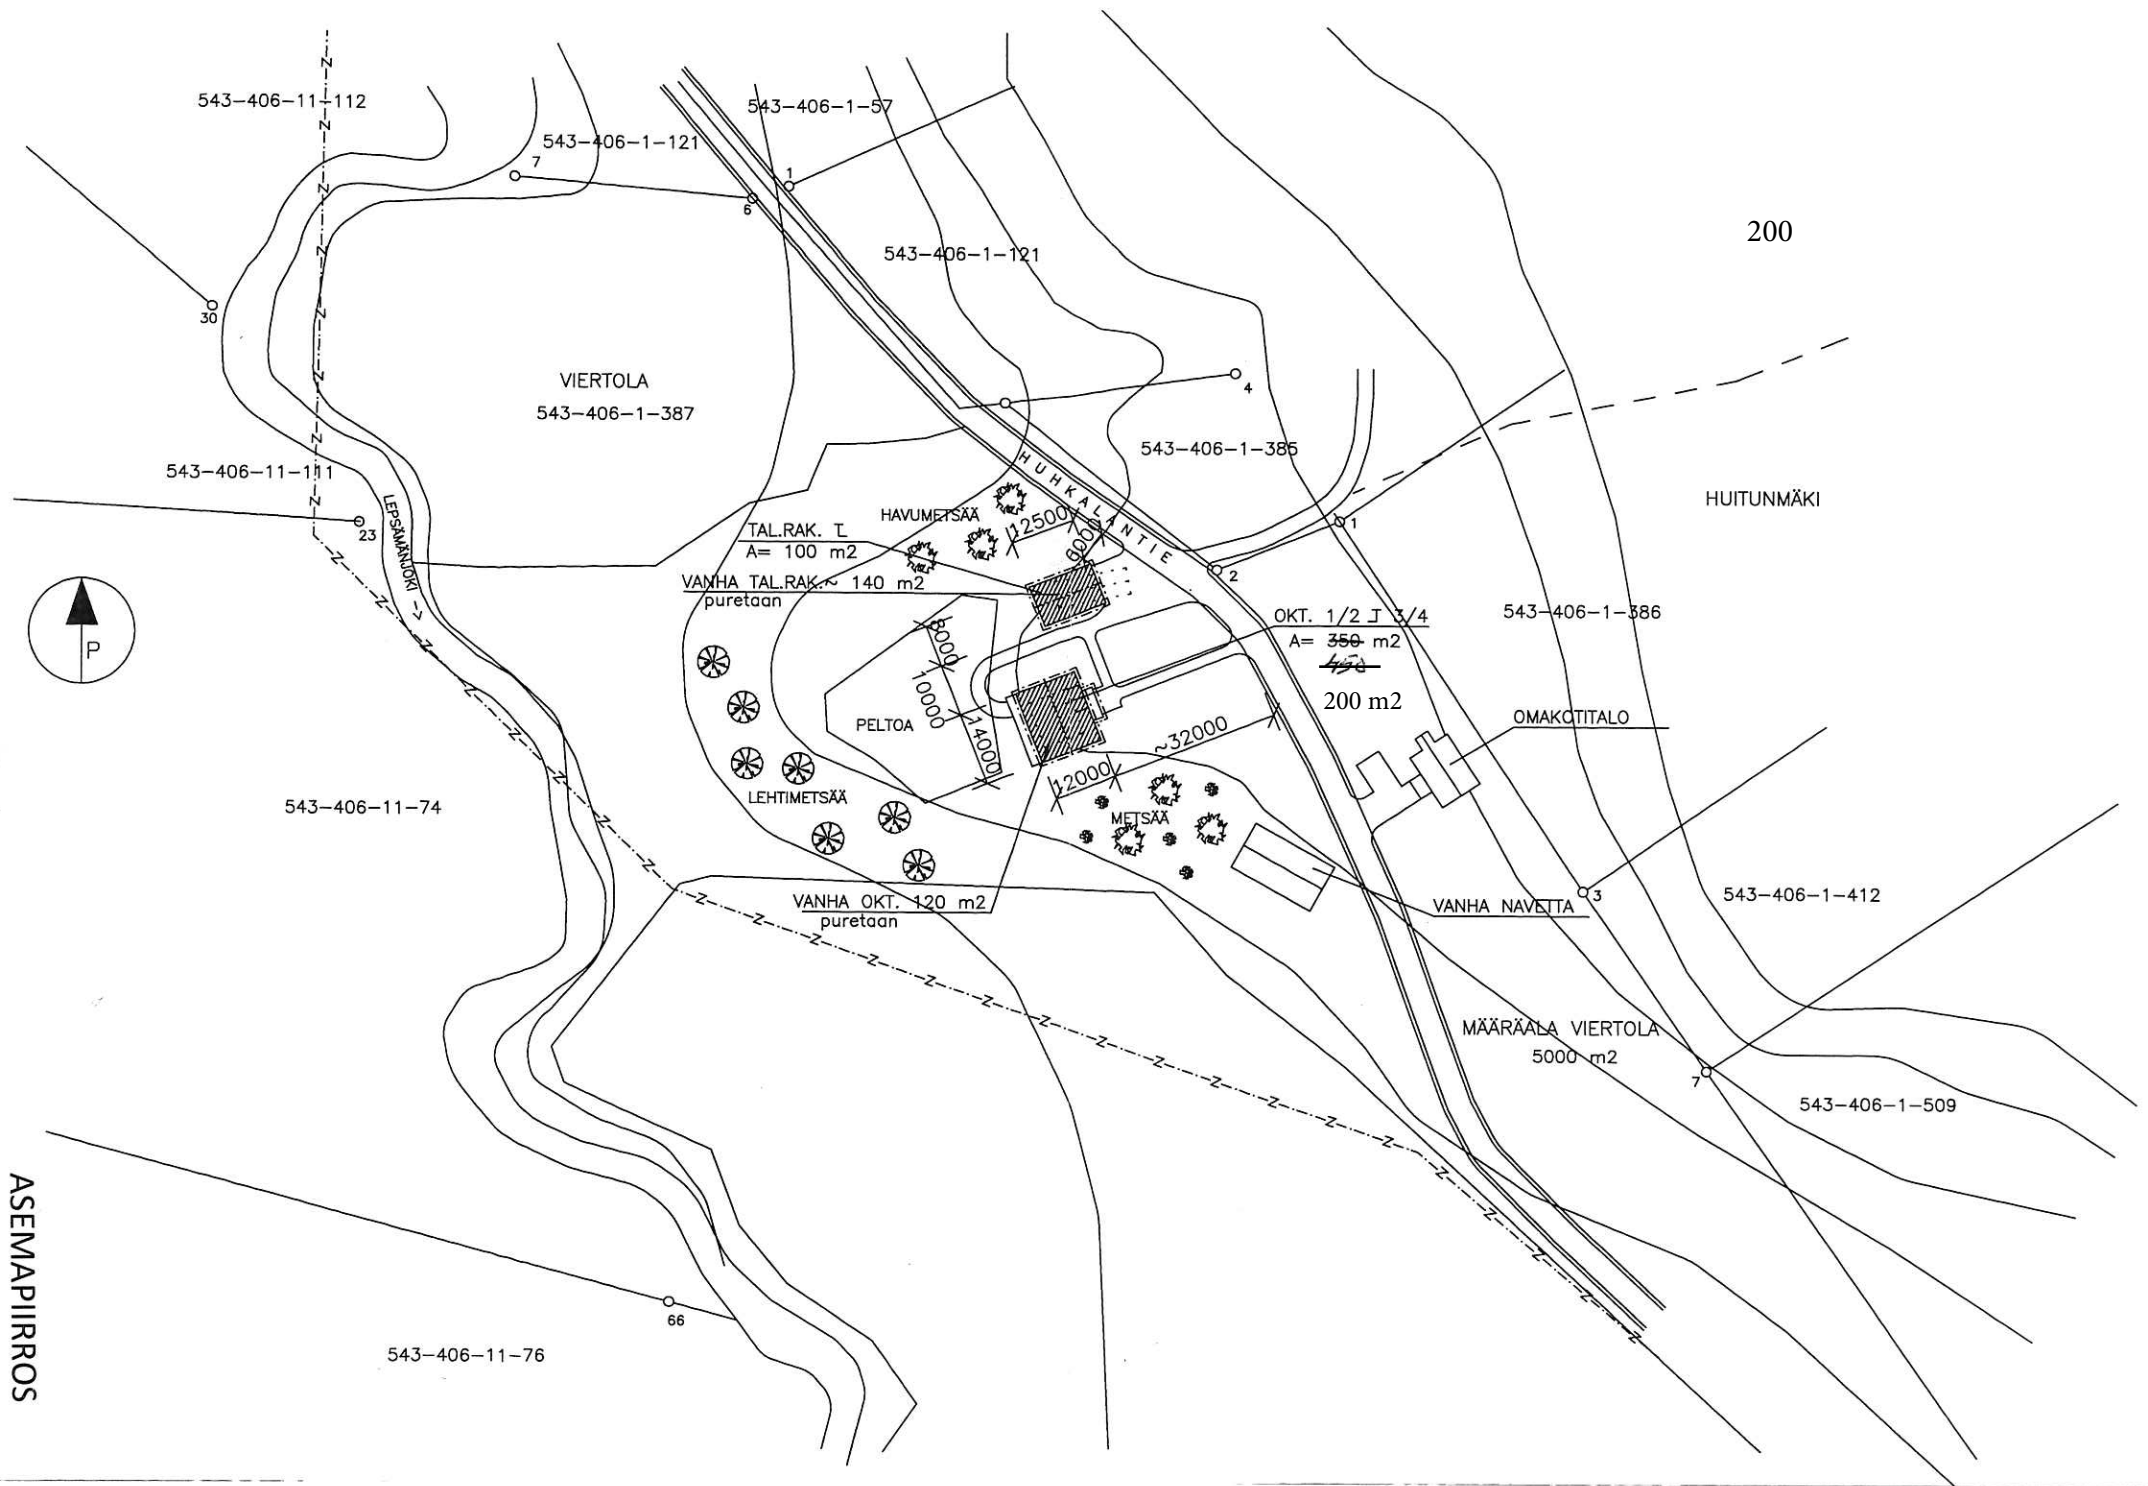 543-406-11-112
543-406-1-57
543-406-1-121
7
1
6
543-406-1-121
200
30
VIERTOLA
543-406-1-387
4
543-406-1-385
543-406-11-111
23
LEPSÄMÄNJOKI ->
HUHKALANTIE
HUITUNMÄKI
HAVUMETSÄÄ
12500
6000
TAL.RAK. L
A= 100 m2
VANHA TAL.RAK.~ 140 m2
puretaan
1
2
P
8000
10000
14000
PELTOA
OKT. 1/2 J 3/4
A= 350 m2
200 m2
543-406-1-386
OMAKOTITALO
~32000
12000
LEHTIMETSÄÄ
METSÄÄ
543-406-11-74
VANHA OKT. 120 m2
puretaan
VANHA NAVETTA
3
543-406-1-412
MÄÄRÄALA VIERTOLA
5000 m2
7
543-406-1-509
66
543-406-11-76
ASEMAPIIRROS